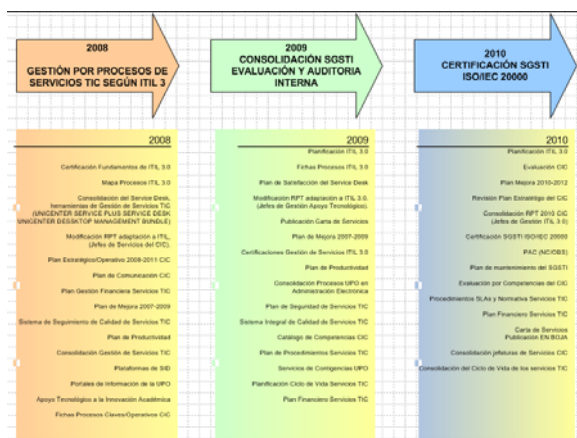 2008
GESTIÓN POR PROCESOS DE
SERVICIOS TIC SEGÚN ITIL 3
2009
CONSOLIDACIÓN SGSTI
EVALUACIÓN Y AUDITORIA
INTERNA
2010
CERTIFICACIÓN SGSTI
ISO/IEC 20000
2008
Certificación Fundamentos de ITIL 3.0
Mapa Procesos ITIL 3.0
Consolidación del Service Desk,
herramientas de Gestión de Servicios TIC
(UNICENTER SERVICE PLUS SERVICE DESK
UNICENTER DESSKTOP MANAGEMENT BUNDLE)
Modificación RPT adaptación a ITIL,
(Jefes de Servicios del CIC).
Plan Estratégico/Operativo 2008-2011 CIC
Plan de Comunicación CIC
Plan Gestión Financiera Servicios TIC
Plan de Mejora 2007-2009
Sistema de Seguimiento de Calidad de Servicios TIC
Plan de Productividad
Consolidación Gestión de Servicios TIC
Plataformas de SID
Portales de Información de la UPO
Apoyo Tecnológico a la Innovación Académica
Fichas Procesos Claves/Operativos CIC
2009
Planificación ITIL 3.0
Fichas Procesos ITIL 3.0
Plan de Satisfacción del Service Desk
Modificación RPT adaptación a ITIL 3.0.
(Jefes de Gestión Apoyo Tecnológico).
Publicación Carta de Servicios
Plan de Mejora 2007-2009
Certificaciones Gestión de Servicios ITIL 3.0
Plan de Productividad
Consolidación Procesos UPO en
Administración Electrónica
Plan de Seguridad de Servicios TIC
Sistema Integral de Calidad de Servicios TIC
Catálogo de Competencias CIC
Plan de Procedimientos Servicios TIC
Servicios de Contigencias UPO
Planificación Ciclo de Vida Servicios TIC
Plan Financiero Servicios TIC
2010
Planificación ITIL 3.0
Evaluación CIC
Plan Mejora 2010-2012
Revisión Plan Estratégico del CIC
Consolidación RPT 2010 CIC
(Jefes de Gestión ITIL 3.0)
Certificación SGSTI ISO/IEC 20000
PAC (NC/OBS)
Plan de mantenimiento del SGSTI
Evaluación por Competencias del CIC
Procedimientos SLAs y Normativa Servicios TIC
Plan Financiero Servicios TIC
Carta de Servicios
Publicación EN BOJA
Consolidación jefaturas de Servicios CIC
Consolidación del Ciclo de Vida de los servicios TIC